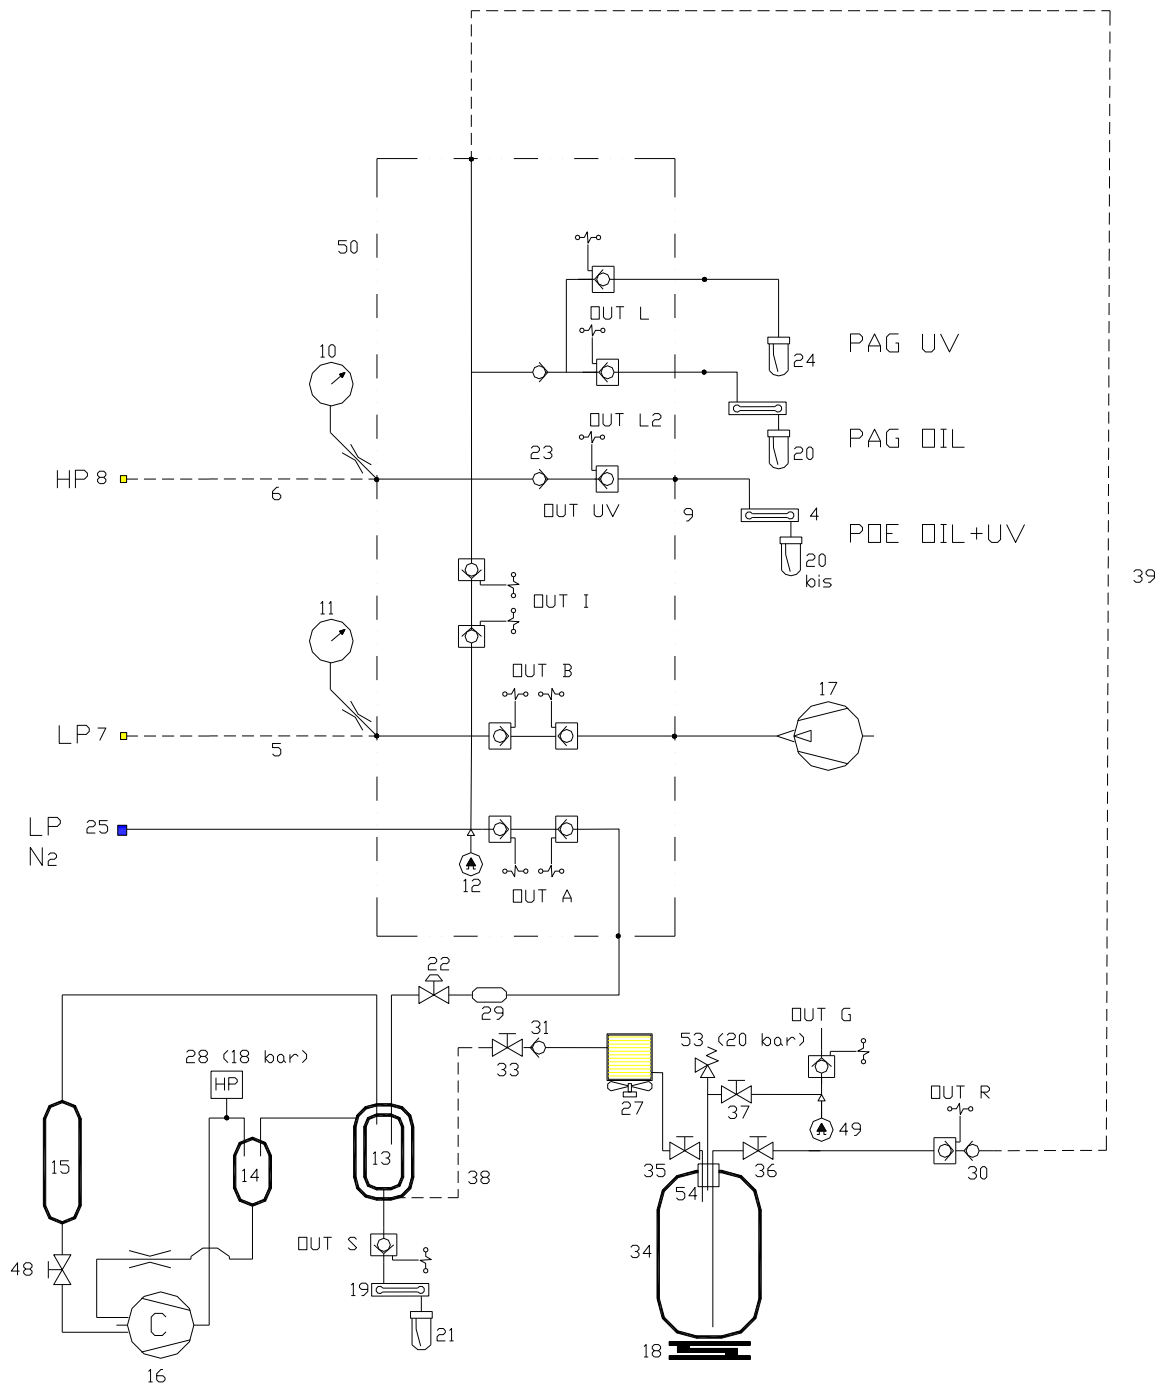 50
OUT L
10
24
PAG UV
OUT L2
20
PAG OIL
23
HP 8
6
OUT UV
9
4
POE OIL+UV
20
bis
39
11
OUT I
OUT B
17
LP 7
5
LP 25
N2
12
OUT A
22
29
OUT G
31
53 (20 bar)
28 (18 bar)
33
HP
OUT R
27
37
49
15
14
13
38
35
36
30
54
OUT S
34
48
19
C
21
18
16